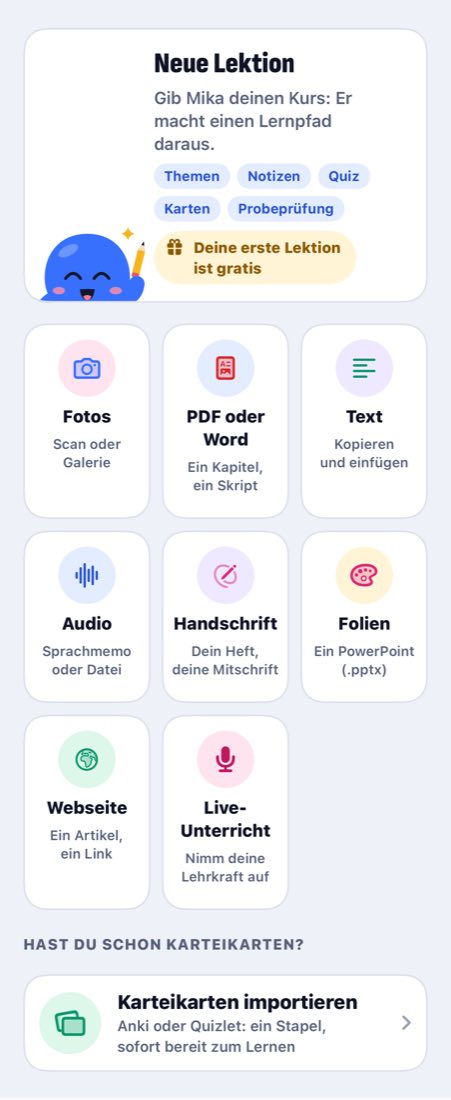 Neue Lektion
Gib Mika deinen Kurs: Er
macht einen Lernpfad
daraus.
Themen Notizen Quiz
Karten Probeprüfung
Deine erste Lektion
ist gratis
Fotos
Scan oder
Galerie
PDF oder
Word
Ein Kapitel,
ein Skript
Text
Kopieren
und einfügen
Audio
Sprachmemo
oder Datei
Handschrift
Dein Heft,
deine Mitschrift
Folien
Ein PowerPoint
(.pptx)
Webseite
Ein Artikel,
ein Link
Live-
Unterricht
Nimm deine
Lehrkraft auf
HAST DU SCHON KARTEIKARTEN?
Karteikarten importieren
Anki oder Quizlet: ein Stapel,
sofort bereit zum Lernen